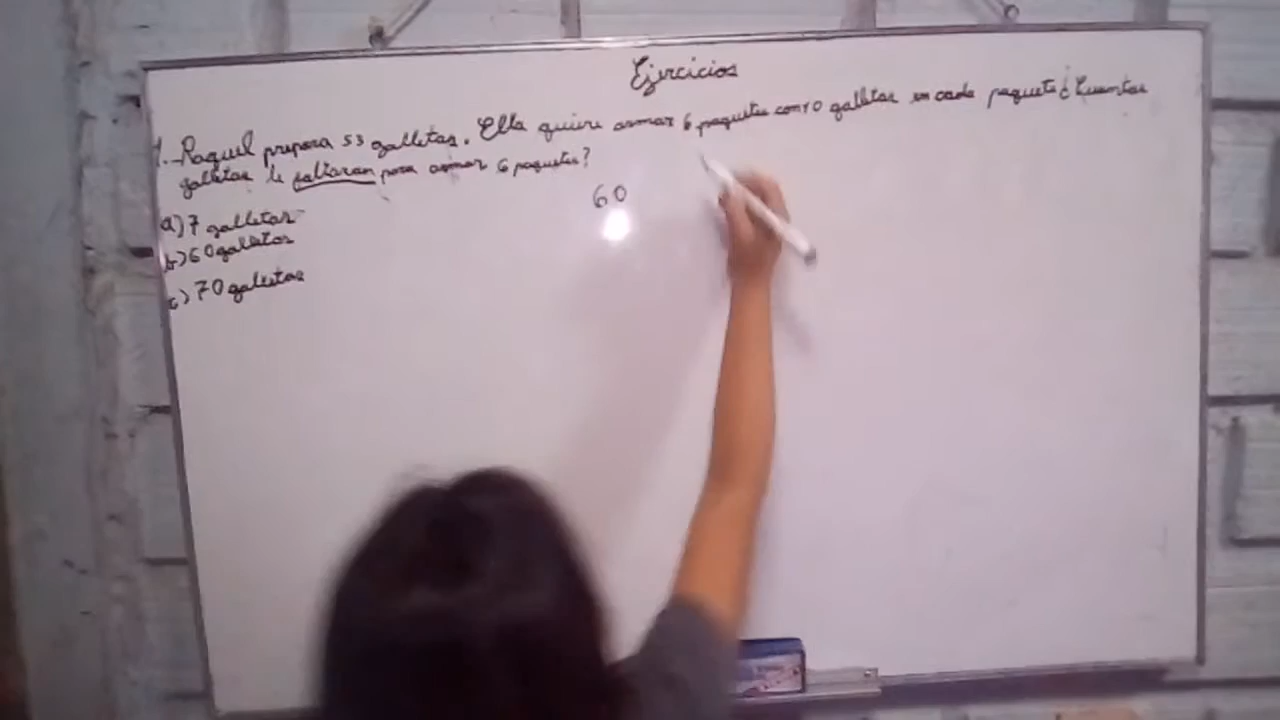 Ejercicios
1.-Raquel prepara 53 galletas. Ella quiere armar 6 paquetes con 10 galletas en cada paquete ¿Cuantas
galletas le faltaran para armar 6 paquetes?
60
a) 7 galletas
b) 60 galletas
c) 70 galletas